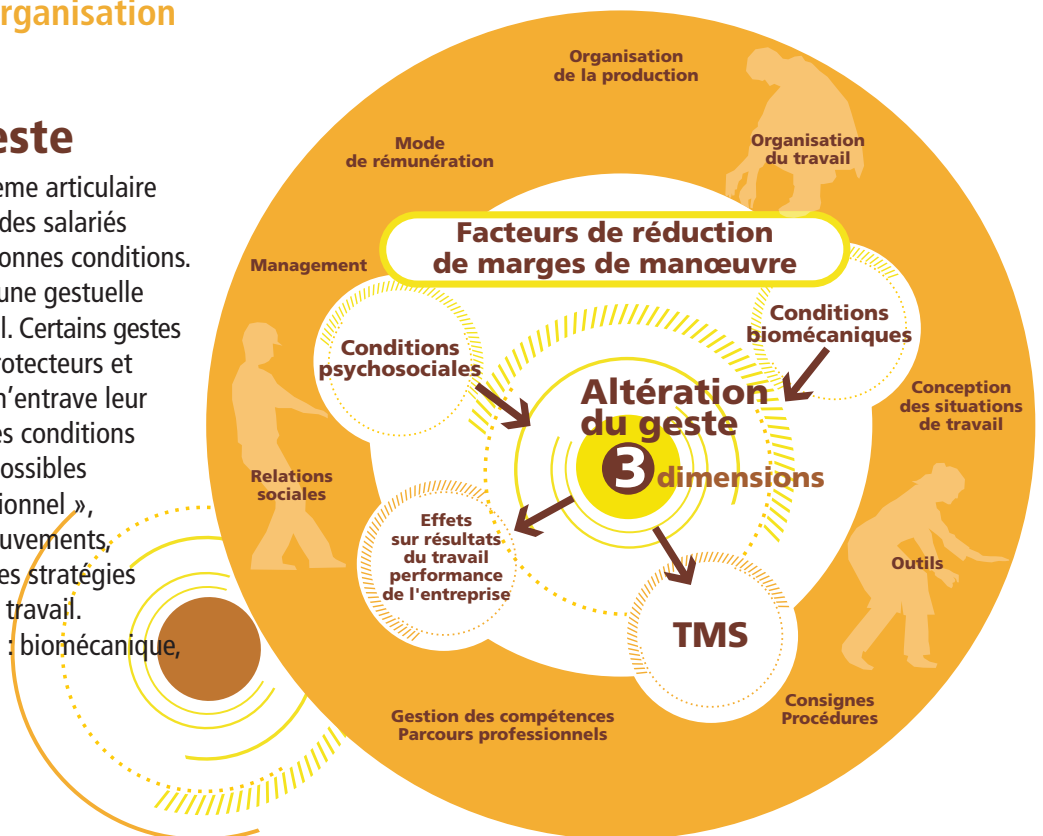 rganisation
este
eme articulaire
des salariés
onnes conditions.
une gestuelle
l. Certains gestes
rotecteurs et
n'entrave leur
es conditions
ossibles
ionnel »,
uvements,
es stratégies
travail.
: biomécanique,
Organisation
de la production
Mode
de rémunération
Organisation
du travail
Facteurs de réduction
de marges de manœuvre
Management
Conditions
psychosociales
Conditions
biomécaniques
Altération
du geste
3 dimensions
Conception
des situations
de travail
Relations
sociales
Effets
sur résultats
du travail
performance
de l'entreprise
Outils
TMS
Gestion des compétences
Parcours professionnels
Consignes
Procédures